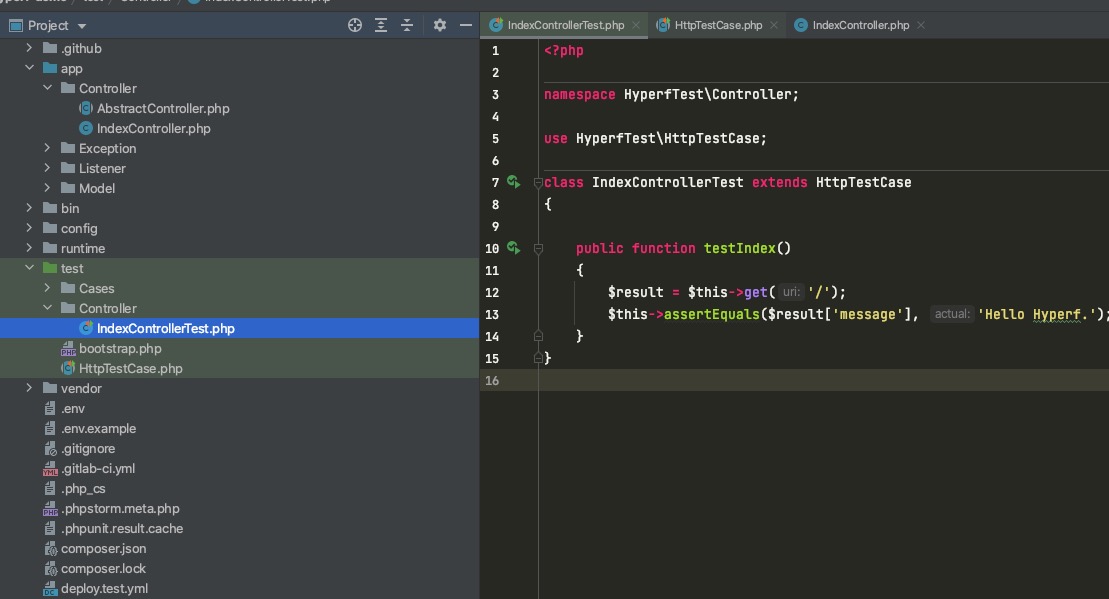 Project
.github
app
Controller
AbstractController.php
IndexController.php
Exception
Listener
Model
bin
config
runtime
test
Cases
Controller
IndexControllerTest.php
bootstrap.php
HttpTestCase.php
vendor
.env
.env.example
.gitignore
.gitlab-ci.yml
.php_cs
.phpstorm.meta.php
.phpunit.result.cache
composer.json
composer.lock
deploy.test.yml
IndexControllerTest.php HttpTestCase.php IndexController.php
1 <?php
2
3 namespace HyperfTest\Controller;
4
5 use HyperfTest\HttpTestCase;
6
7 class IndexControllerTest extends HttpTestCase
8 {
9
10 public function testIndex()
11 {
12 $result = $this->get( uri: '/');
13 $this->assertEquals($result['message'], actual: 'Hello Hyperf.');
14 }
15 }
16